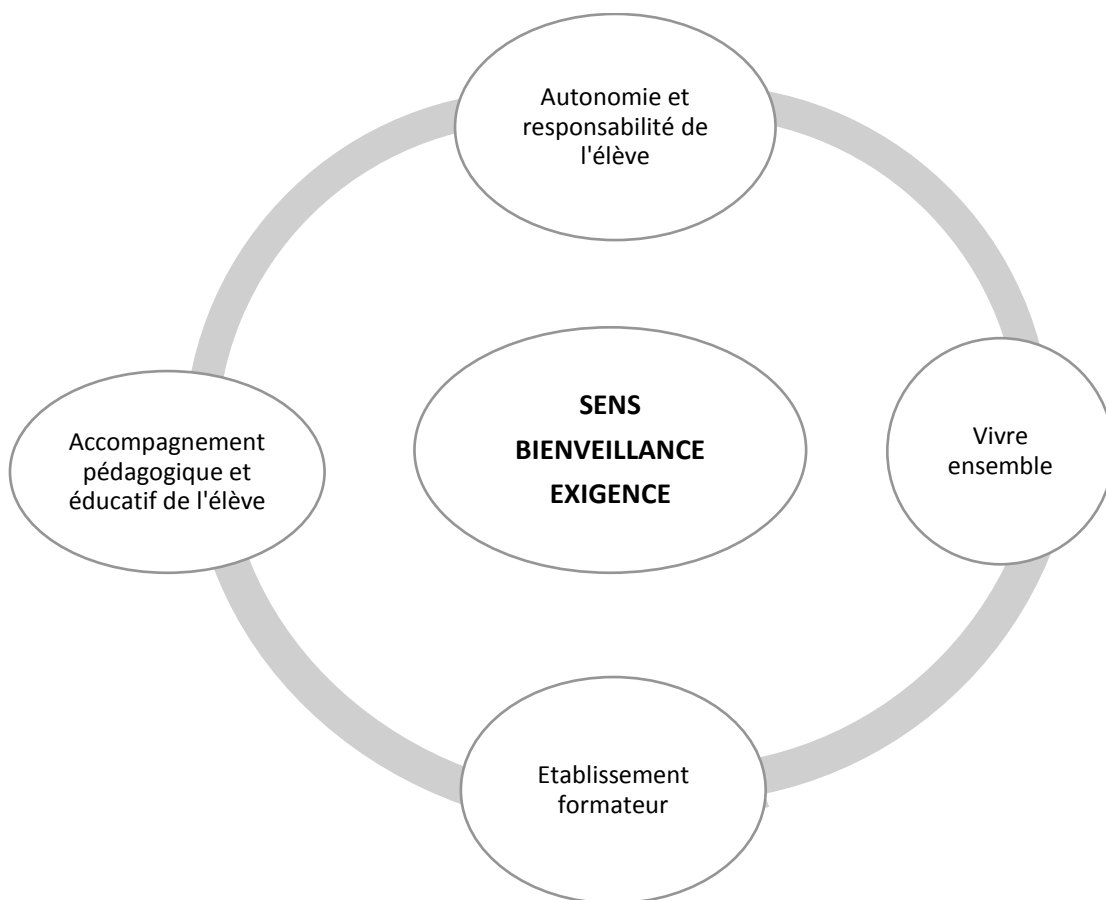 Autonomie et
responsabilité de
l'élève
SENS
BIENVEILLANCE
EXIGENCE
Vivre
ensemble
Accompagnement
pédagogique et
éducatif de l'élève
Etablissement
formateur